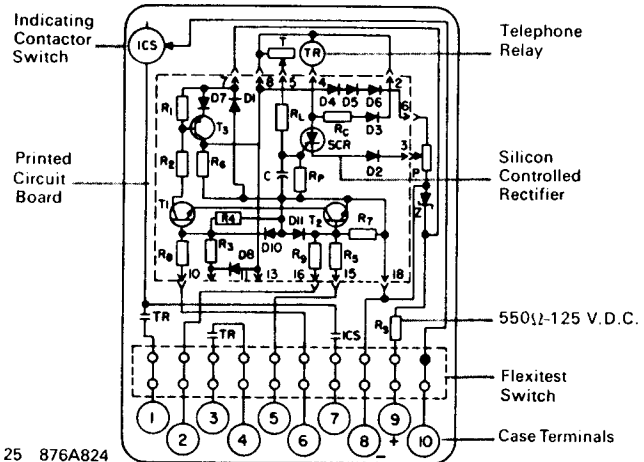 Indicating
Contactor
Switch
ICS
T
TR
Telephone
Relay
7 8 5 4 2
D7 D1 D4 D5 D6 6
R1 T3 RL RC D3
SCR
Printed
Circuit
Board
R2 R6 C RP D2 3 P
Silicon
Controlled
Rectifier
Z
T1 R4 T2 R7
D10 D11
R8 R3 D8 R9 R5
10 11 13 16 15 18
TR TR ICS RS
550Ω-125 V.D.C.
Flexitest
Switch
1 3 5 7 9
2 4 6 8 10
− +
Case Terminals
25 876A824